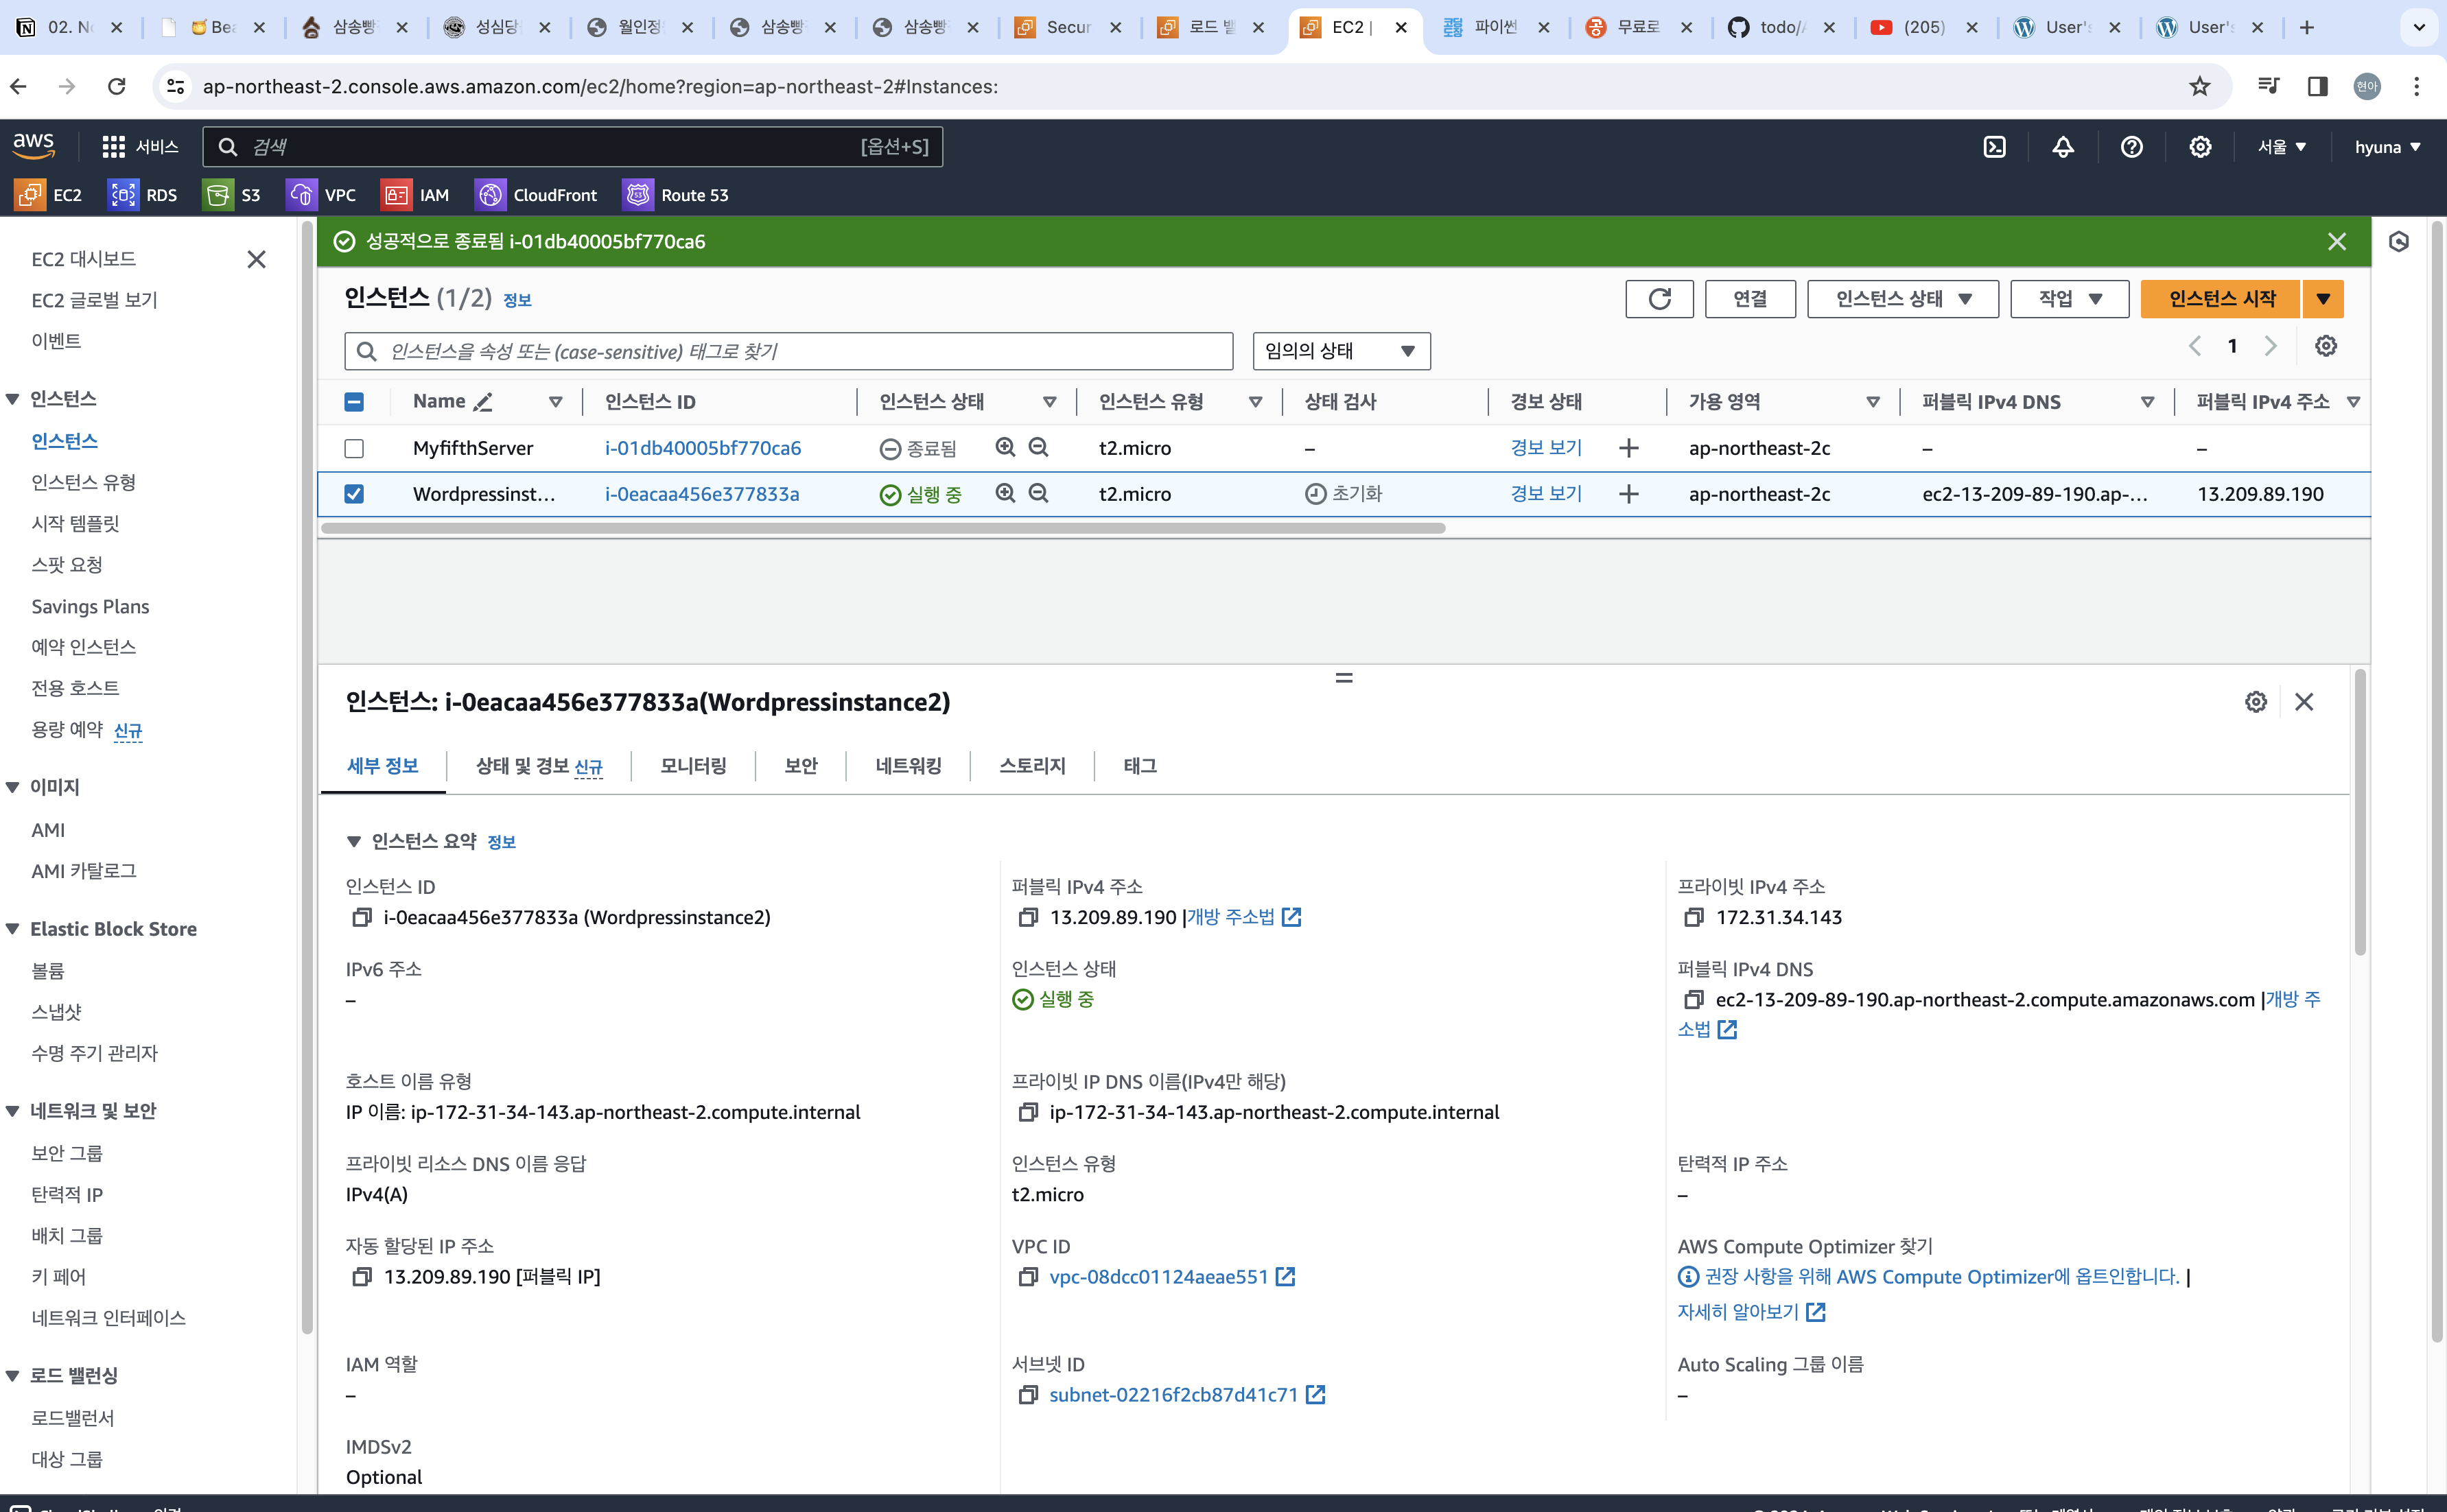 02. N
Bea
삼송빵
성심당
월인정
삼송빵
삼송빵
Secur
로드 밸
EC2 |
파이썬
무료로
todo/
(205)
User's
User's
ap-northeast-2.console.aws.amazon.com/ec2/home?region=ap-northeast-2#Instances:
현아
aws
서비스
검색
[옵션+S]
서울
hyuna
EC2
RDS
S3
VPC
IAM
CloudFront
Route 53
EC2 대시보드
EC2 글로벌 보기
이벤트
인스턴스
인스턴스
인스턴스 유형
시작 템플릿
스팟 요청
Savings Plans
예약 인스턴스
전용 호스트
용량 예약 신규
이미지
AMI
AMI 카탈로그
Elastic Block Store
볼륨
스냅샷
수명 주기 관리자
네트워크 및 보안
보안 그룹
탄력적 IP
배치 그룹
키 페어
네트워크 인터페이스
로드 밸런싱
로드밸런서
대상 그룹
성공적으로 종료됨 i-01db40005bf770ca6
인스턴스 (1/2) 정보
연결
인스턴스 상태
작업
인스턴스 시작
인스턴스을 속성 또는 (case-sensitive) 태그로 찾기
임의의 상태
1
Name 인스턴스 ID 인스턴스 상태 인스턴스 유형 상태 검사 경보 상태 가용 영역 퍼블릭 IPv4 DNS 퍼블릭 IPv4 주소
MyfifthServer i-01db40005bf770ca6 종료됨 t2.micro – 경보 보기 + ap-northeast-2c – –
Wordpressinst... i-0eacaa456e377833a 실행 중 t2.micro 초기화 경보 보기 + ap-northeast-2c ec2-13-209-89-190.ap-... 13.209.89.190
인스턴스: i-0eacaa456e377833a(Wordpressinstance2)
세부 정보
상태 및 경보 신규
모니터링
보안
네트워킹
스토리지
태그
인스턴스 요약 정보
인스턴스 ID
i-0eacaa456e377833a (Wordpressinstance2)
퍼블릭 IPv4 주소
13.209.89.190 |개방 주소법
프라이빗 IPv4 주소
172.31.34.143
IPv6 주소
–
인스턴스 상태
실행 중
퍼블릭 IPv4 DNS
ec2-13-209-89-190.ap-northeast-2.compute.amazonaws.com |개방 주
소법
호스트 이름 유형
IP 이름: ip-172-31-34-143.ap-northeast-2.compute.internal
프라이빗 IP DNS 이름(IPv4만 해당)
ip-172-31-34-143.ap-northeast-2.compute.internal
프라이빗 리소스 DNS 이름 응답
IPv4(A)
인스턴스 유형
t2.micro
탄력적 IP 주소
–
자동 할당된 IP 주소
13.209.89.190 [퍼블릭 IP]
VPC ID
vpc-08dcc01124aeae551
AWS Compute Optimizer 찾기
권장 사항을 위해 AWS Compute Optimizer에 옵트인합니다. |
자세히 알아보기
IAM 역할
–
서브넷 ID
subnet-02216f2cb87d41c71
Auto Scaling 그룹 이름
–
IMDSv2
Optional